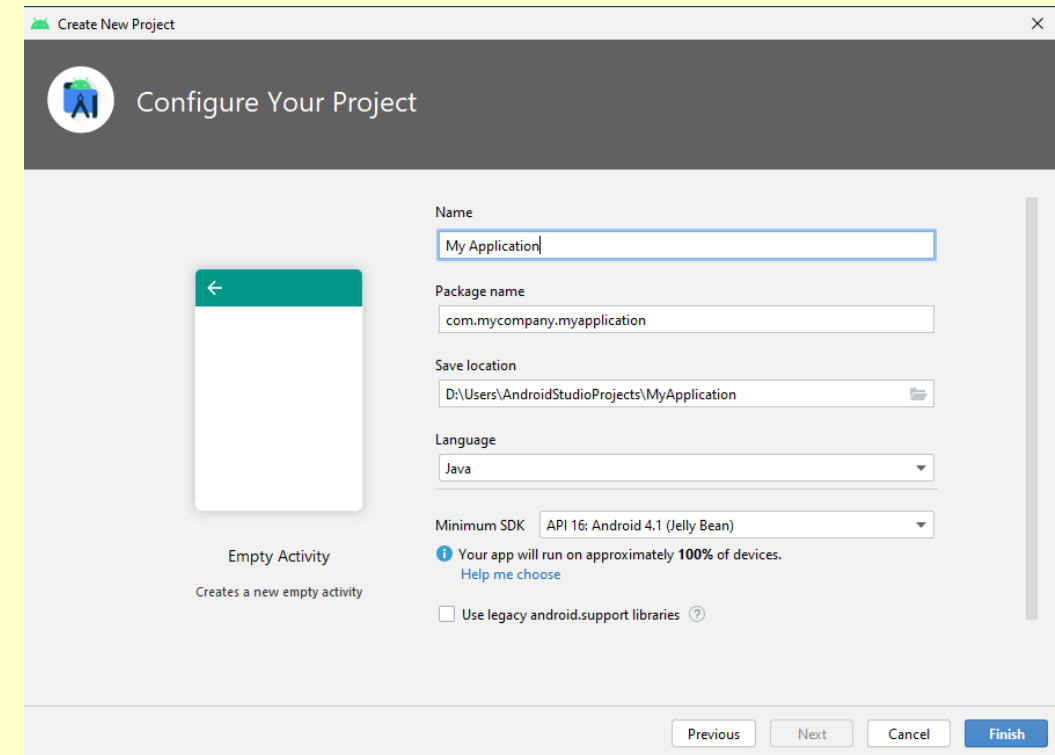 Create New Project
Configure Your Project
Name
My Application
Package name
com.mycompany.myapplication
Save location
D:\Users\AndroidStudioProjects\MyApplication
Language
Java
Minimum SDK API 16: Android 4.1 (Jelly Bean)
Your app will run on approximately 100% of devices.
Help me choose
Use legacy android.support libraries ?
Empty Activity
Creates a new empty activity
Previous Next Cancel Finish